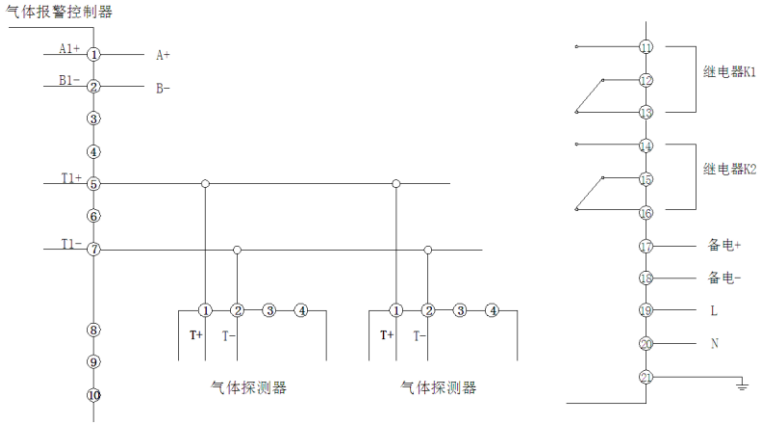 气体报警控制器
A1+ ① A+
B1- ② B-
③
④
T1+ ⑤
⑥
T1- ⑦
⑧
⑨
⑩
① ② ③ ④
T+ T-
气体探测器
① ② ③ ④
T+ T-
气体探测器
⑪
⑫ 继电器K1
⑬
⑭
⑮ 继电器K2
⑯
⑰ 备电+
⑱ 备电-
⑲ L
⑳ N
㉑